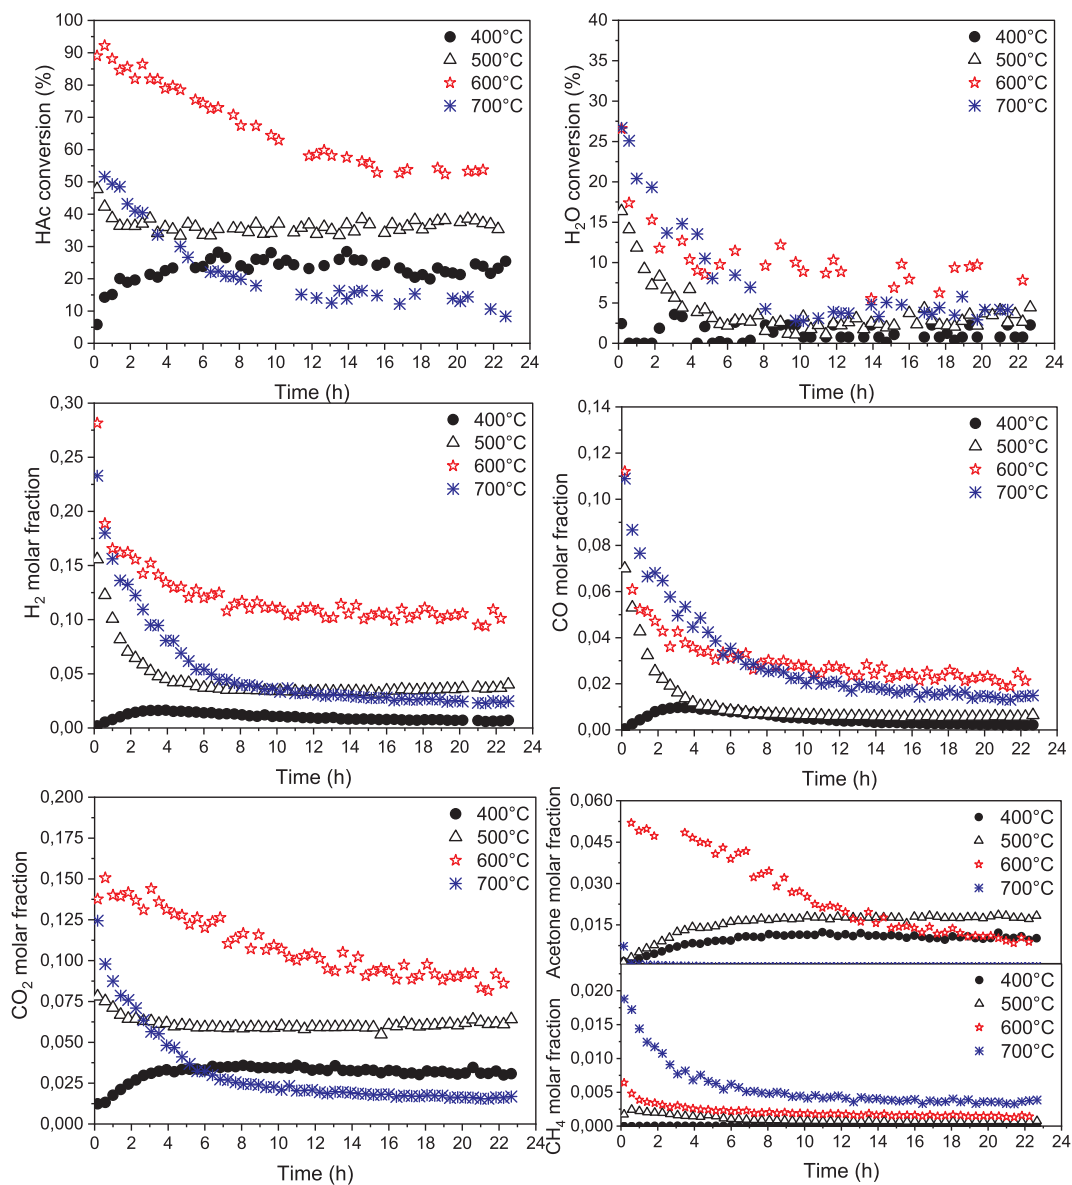 100
90
80
70
60
50
40
30
20
10
0
0 2 4 6 8 10 12 14 16 18 20 22 24
HAc conversion (%)
Time (h)
400°C
500°C
600°C
700°C
40
35
30
25
20
15
10
5
0
0 2 4 6 8 10 12 14 16 18 20 22 24
H2O conversion (%)
Time (h)
400°C
500°C
600°C
700°C
0,30
0,25
0,20
0,15
0,10
0,05
0,00
0 2 4 6 8 10 12 14 16 18 20 22 24
H2 molar fraction
Time (h)
400°C
500°C
600°C
700°C
0,14
0,12
0,10
0,08
0,06
0,04
0,02
0,00
0 2 4 6 8 10 12 14 16 18 20 22 24
CO molar fraction
Time (h)
400°C
500°C
600°C
700°C
0,200
0,175
0,150
0,125
0,100
0,075
0,050
0,025
0,000
0 2 4 6 8 10 12 14 16 18 20 22 24
CO2 molar fraction
Time (h)
400°C
500°C
600°C
700°C
0,060
0,045
0,030
0,015
Acetone molar fraction
400°C
500°C
600°C
700°C
0,020
0,015
0,010
0,005
0,000
0 2 4 6 8 10 12 14 16 18 20 22 24
CH4 molar fraction
Time (h)
400°C
500°C
600°C
700°C